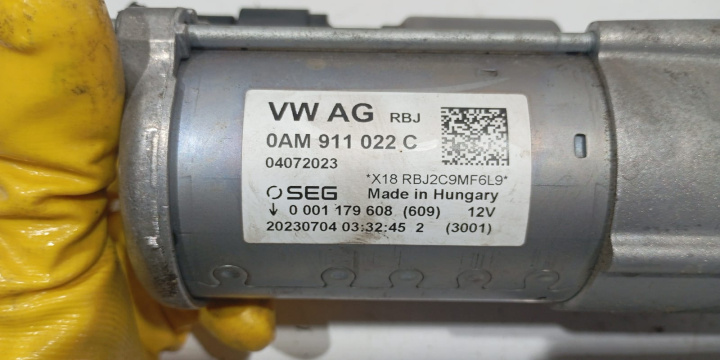 VW AG RBJ
0AM 911 022 C
04072023
*X18 RBJ2C9MF6L9*
SEG Made in Hungary
↓ 0 001 179 608 (609) 12V
20230704 03:32:45 2 (3001)